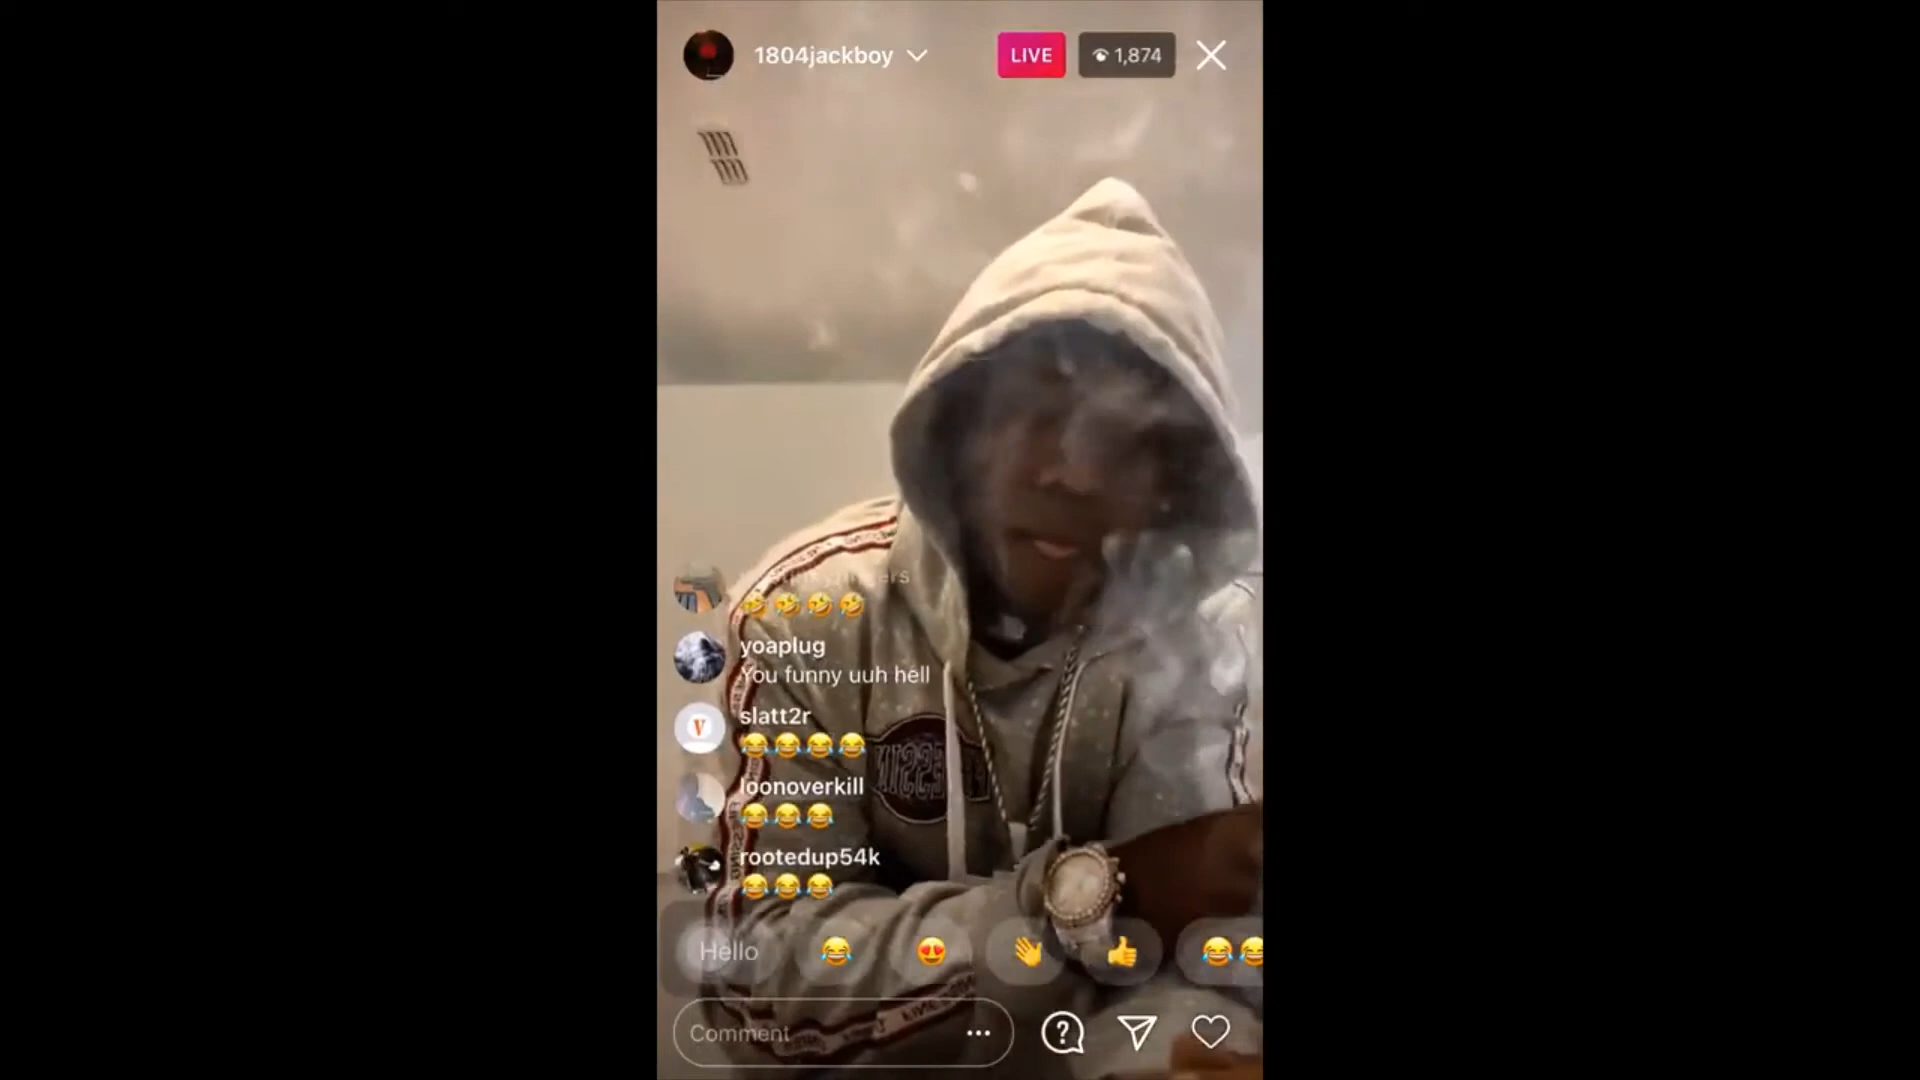 1804jackboy
LIVE
1,874
yoaplug
You funny uuh hell
slatt2r
V
loonoverkill
rootedup54k
Hello
Comment